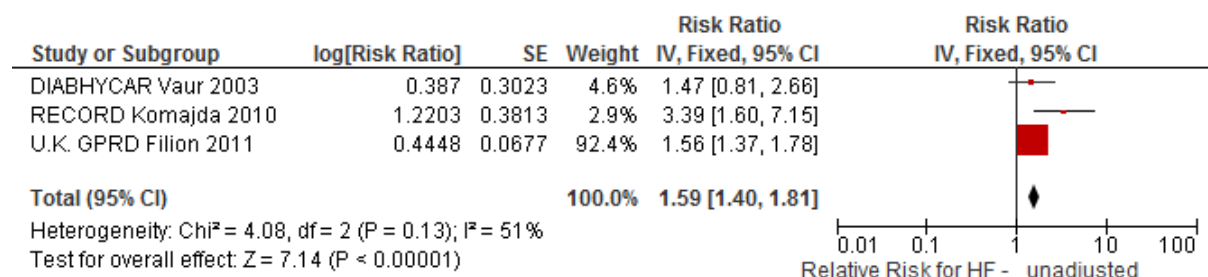 Risk Ratio Risk Ratio
Study or Subgroup log[Risk Ratio] SE Weight IV, Fixed, 95% CI IV, Fixed, 95% CI
DIABHYCAR Vaur 2003 0.387 0.3023 4.6% 1.47 [0.81, 2.66]
RECORD Komajda 2010 1.2203 0.3813 2.9% 3.39 [1.60, 7.15]
U.K. GPRD Filion 2011 0.4448 0.0677 92.4% 1.56 [1.37, 1.78]
Total (95% CI) 100.0% 1.59 [1.40, 1.81]
Heterogeneity: Chi² = 4.08, df = 2 (P = 0.13); I² = 51%
Test for overall effect: Z = 7.14 (P < 0.00001)
0.01 0.1 1 10 100
Relative Risk for HF - unadjusted